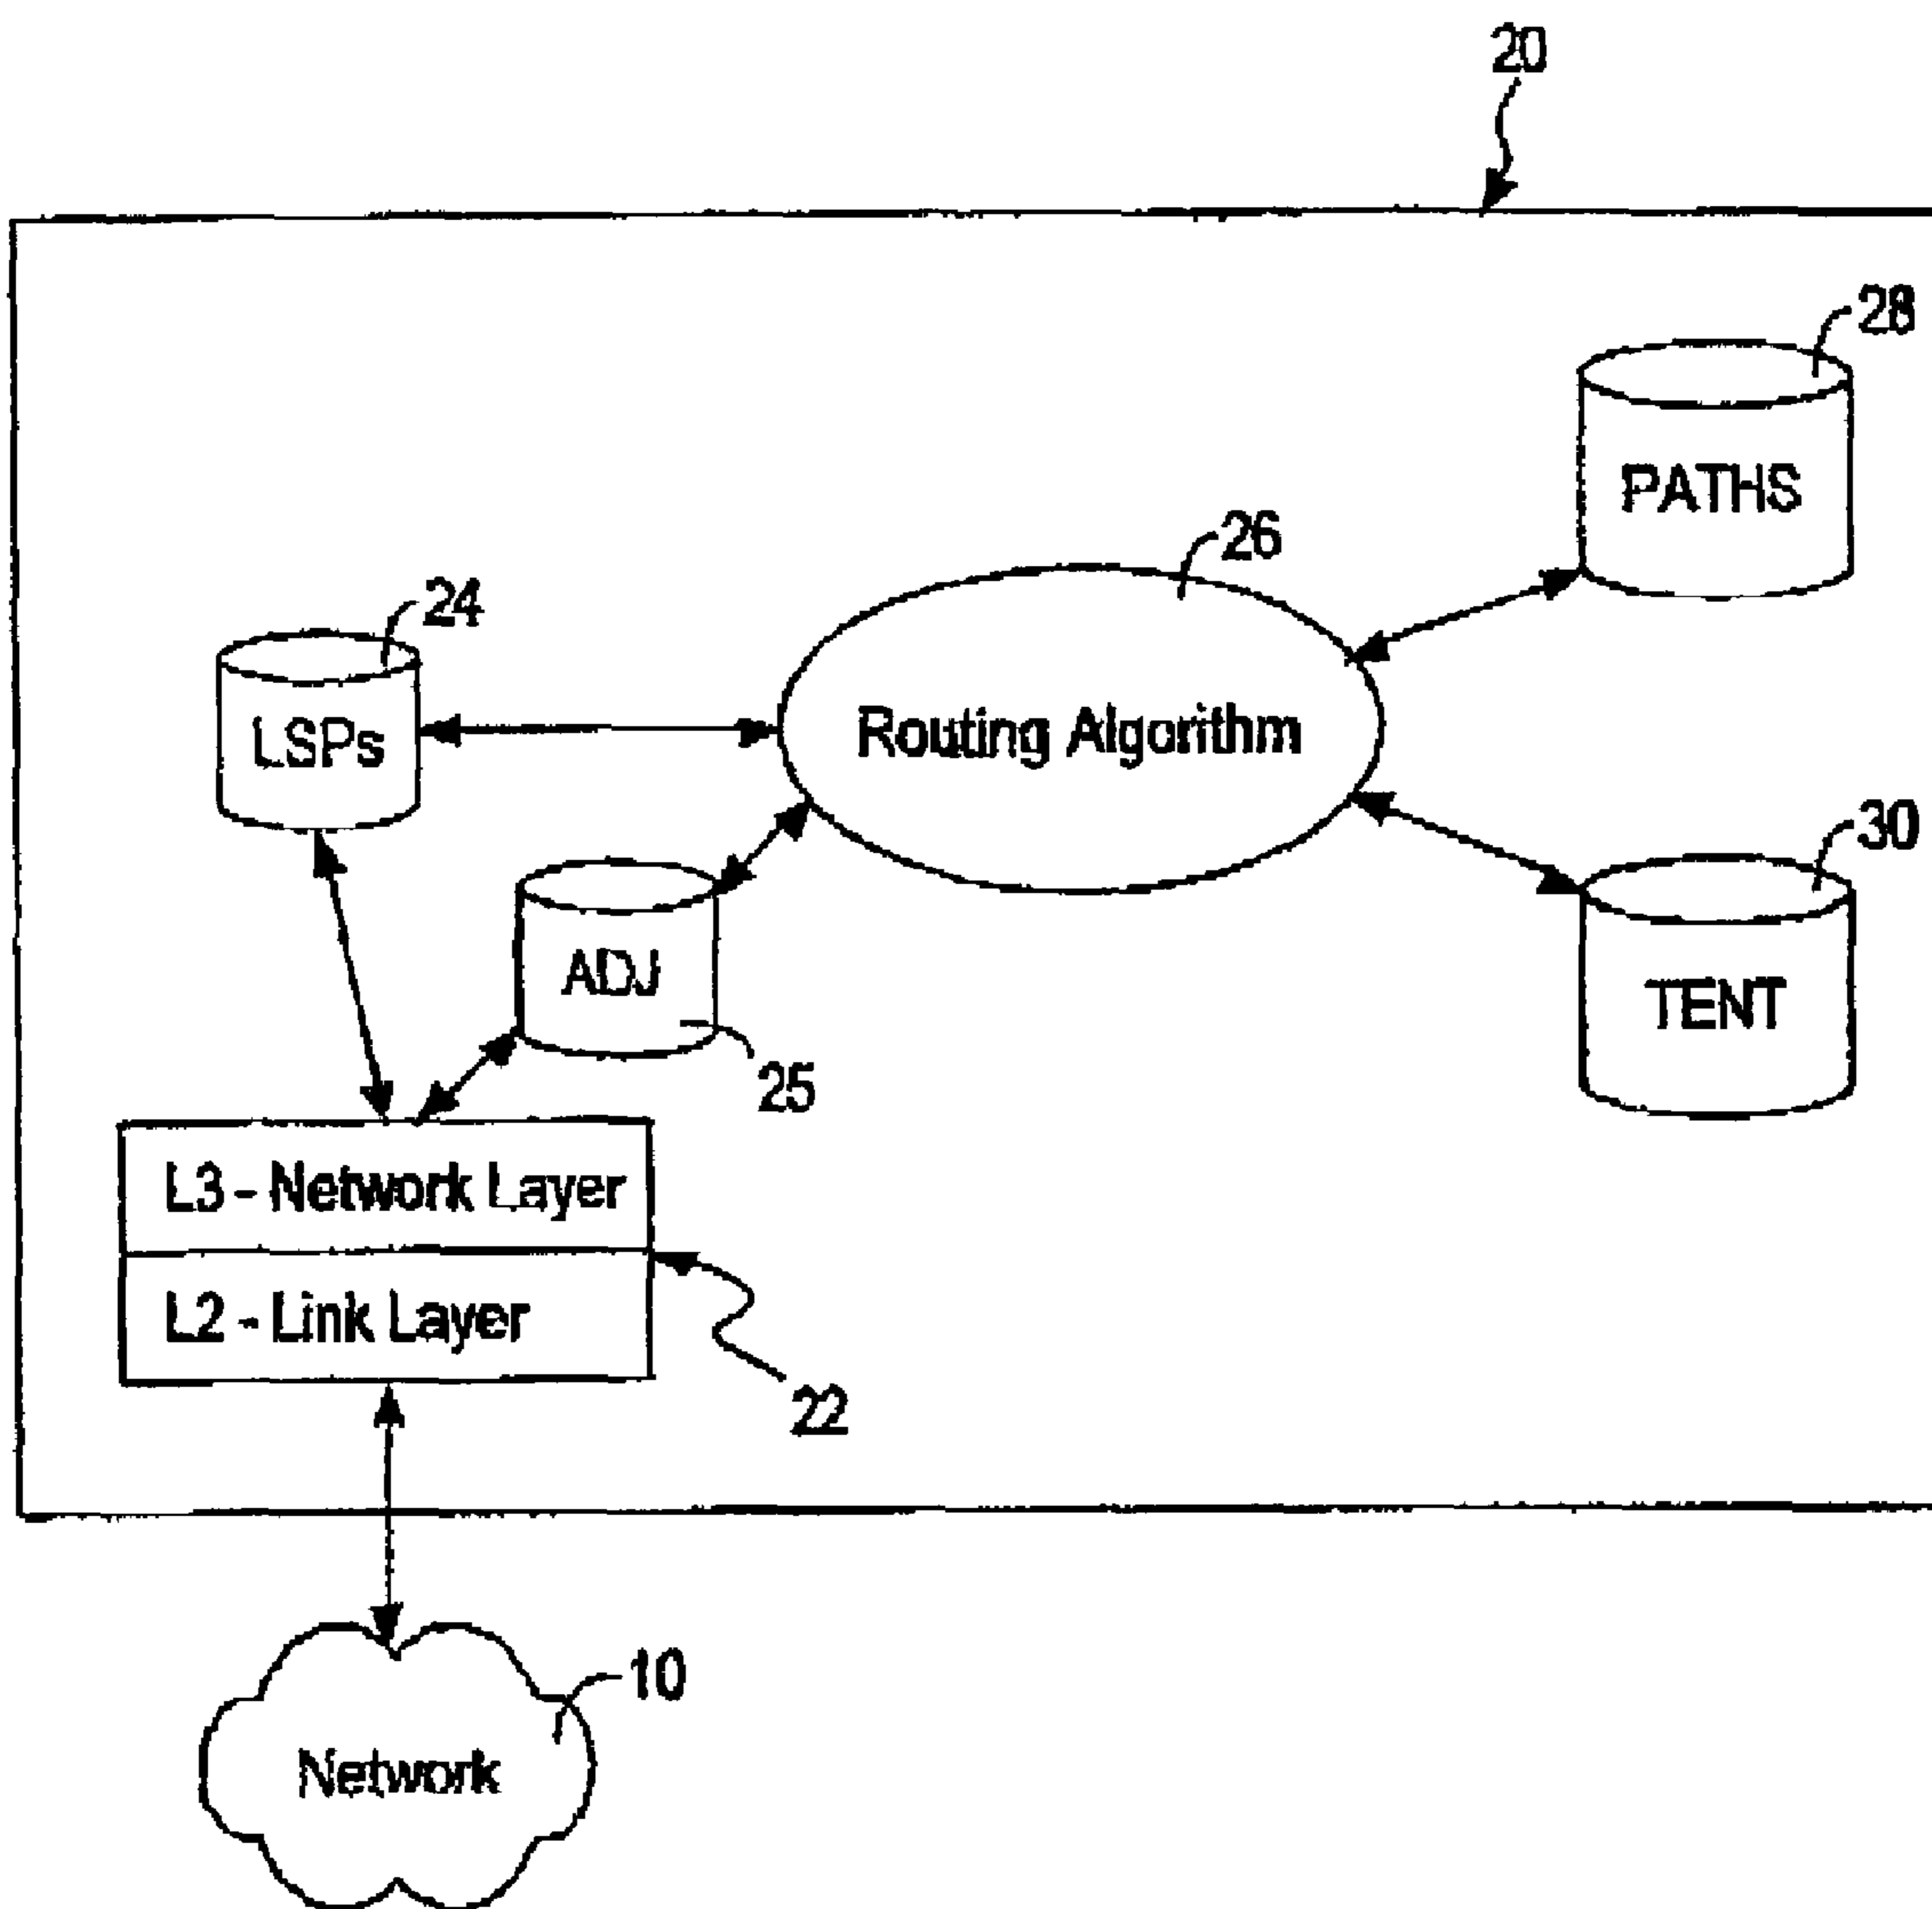 20
28
PATHS
26
24
LSPs
Routing Algorithm
30
ADJ
TENT
25
L3 - Network Layer
L2 - Link Layer
22
10
Network